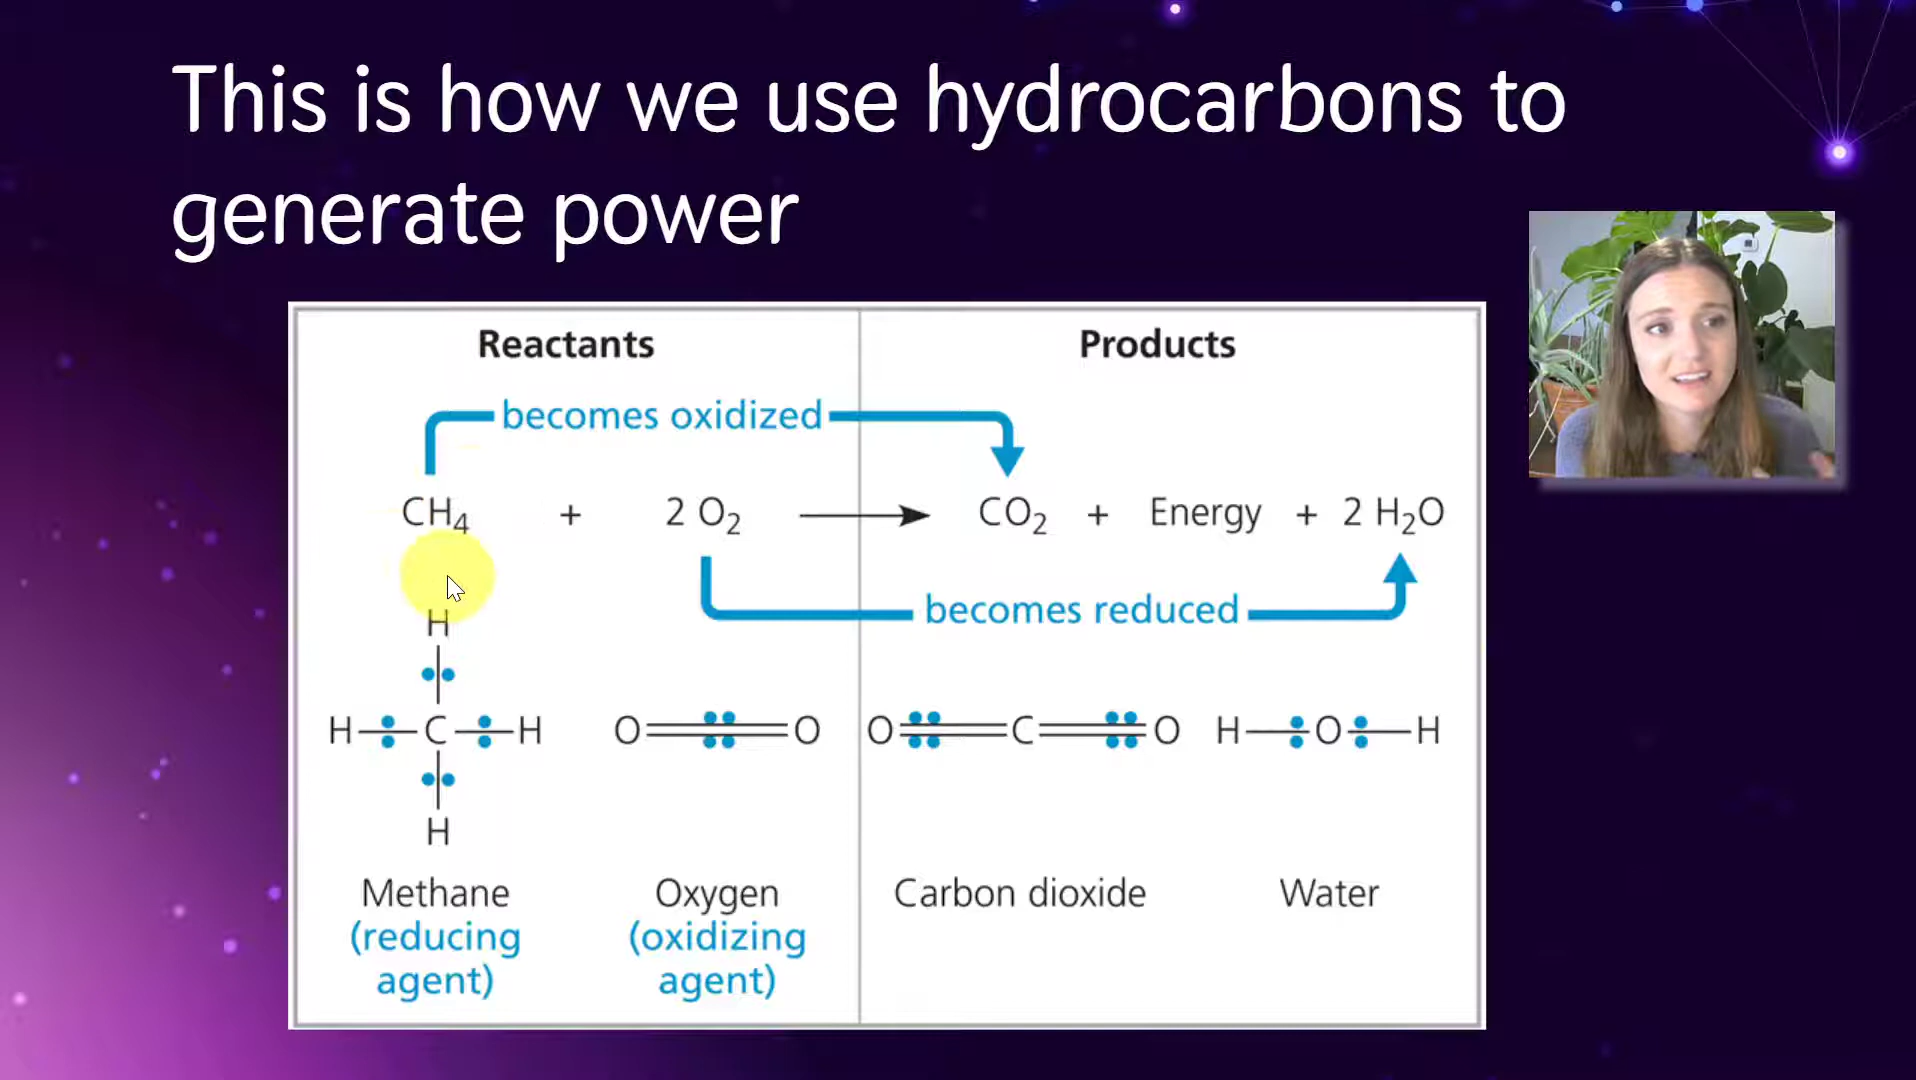 This is how we use hydrocarbons to
generate power
Reactants
Products
becomes oxidized
CH₄ + 2 O₂ → CO₂ + Energy + 2 H₂O
becomes reduced
H
H C H O O O C O H O H
H
Methane Oxygen Carbon dioxide Water
(reducing (oxidizing
agent) agent)